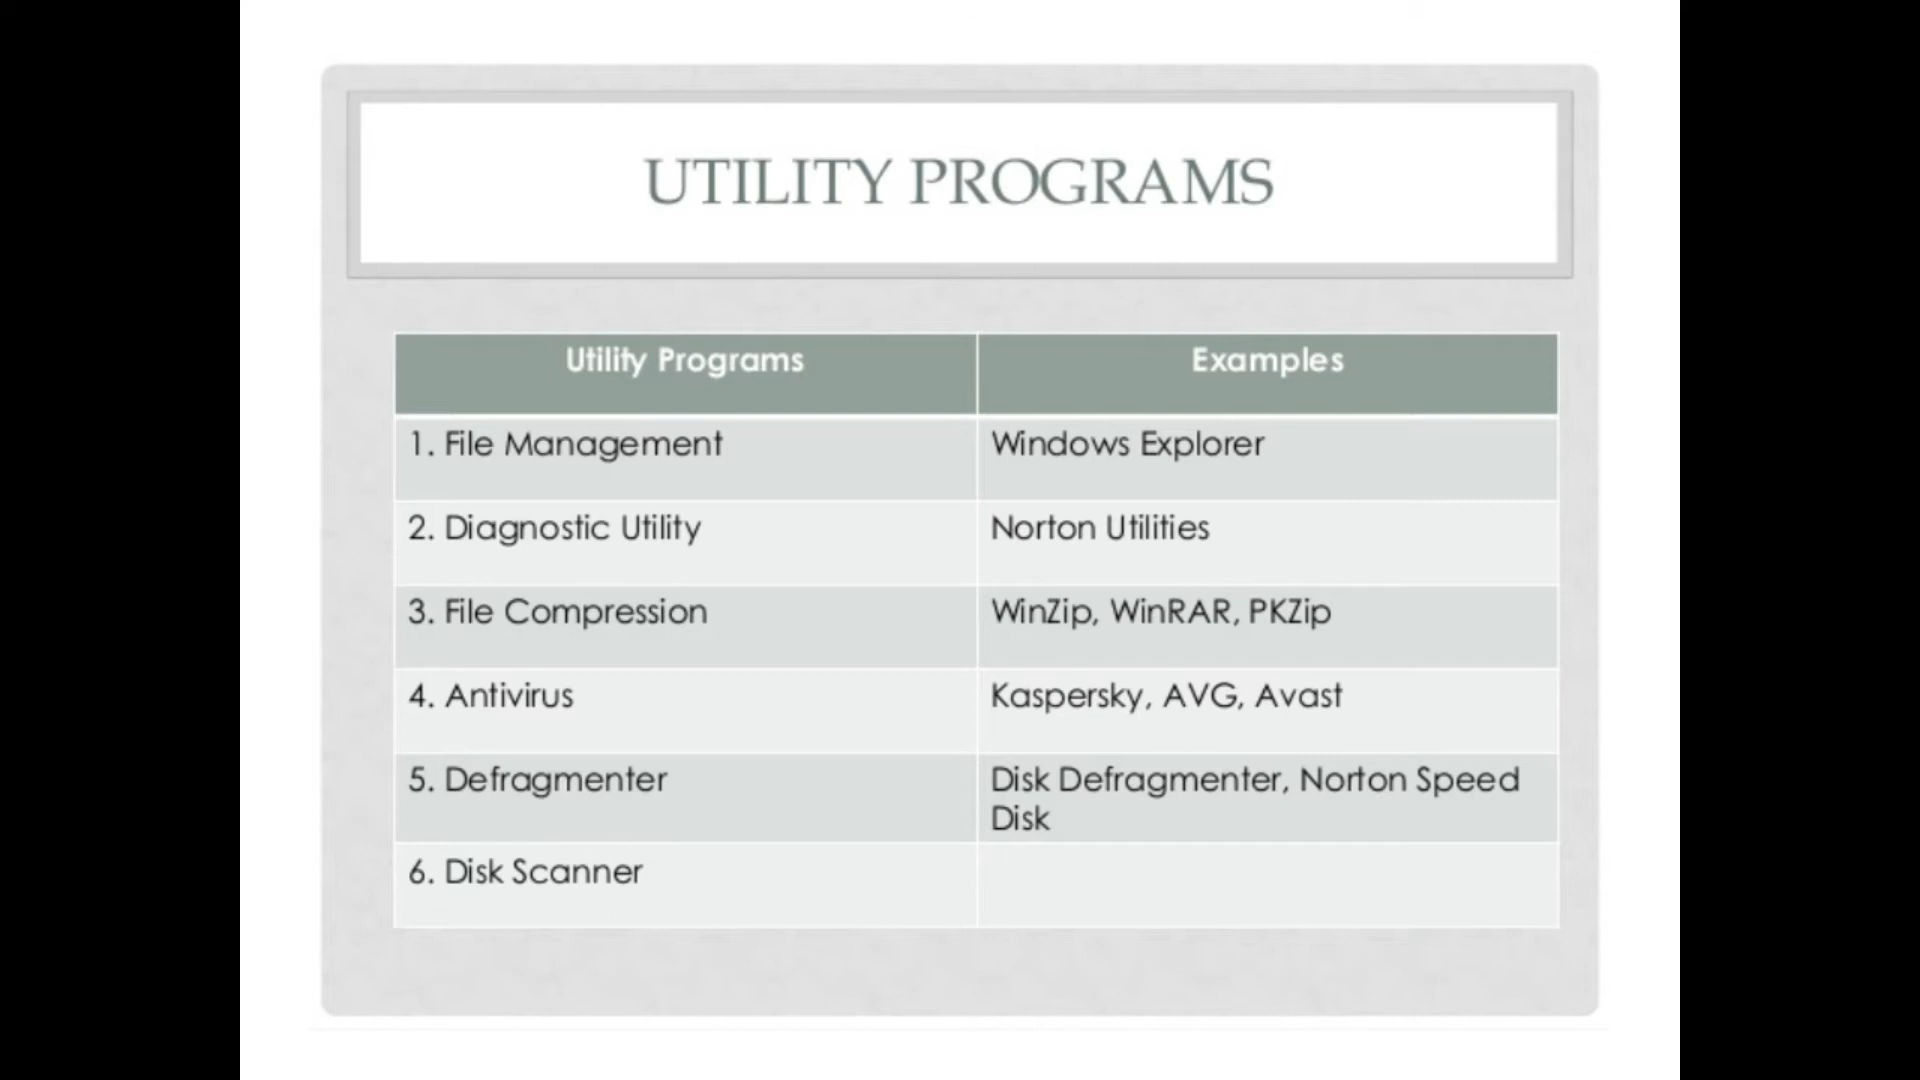 UTILITY PROGRAMS
Utility Programs
Examples
1. File Management
Windows Explorer
2. Diagnostic Utility
Norton Utilities
3. File Compression
WinZip, WinRAR, PKZip
4. Antivirus
Kaspersky, AVG, Avast
5. Defragmenter
Disk Defragmenter, Norton Speed
Disk
6. Disk Scanner